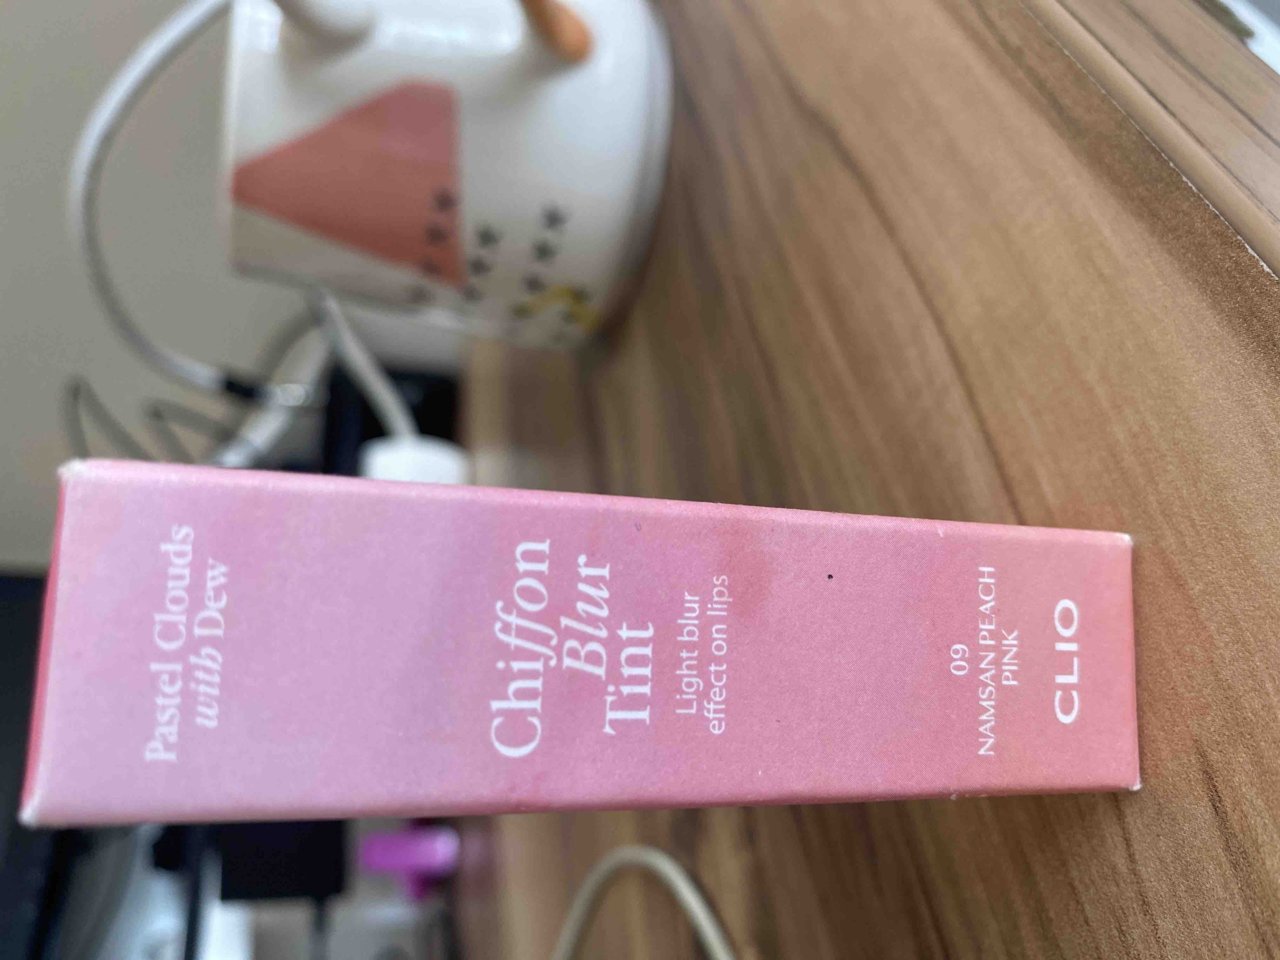 Pastel Clouds
with Dew
Chiffon
Blur
Tint
Light blur
effect on lips
09
NAMSAN PEACH
PINK
CLIO